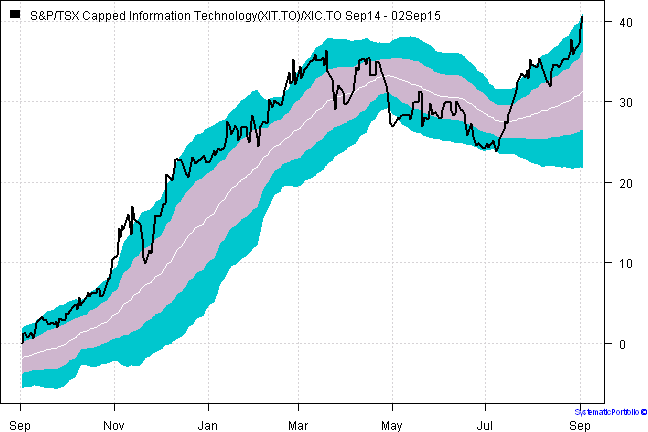 S&P/TSX Capped Information Technology(XIT.TO)/XIC.TO Sep14 - 02Sep15
40
30
20
10
0
Sep Nov Jan Mar May Jul Sep
SystematicPortfolio ©